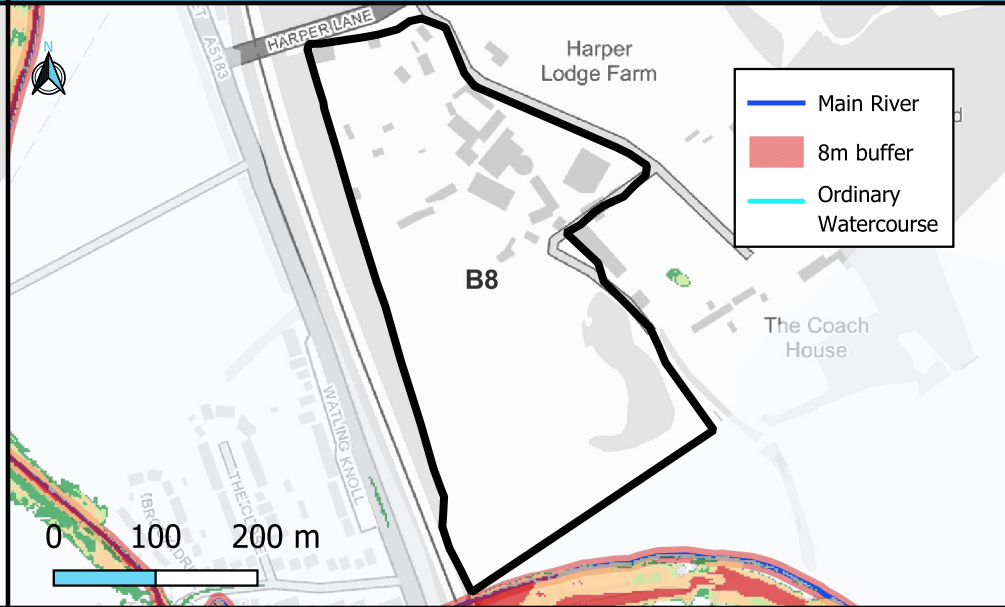 HARPER LANE
A5183
N
Harper
Lodge Farm
Main River
8m buffer
Ordinary
Watercourse
B8
The Coach
House
WATLING KNOLL
0 100 200 m